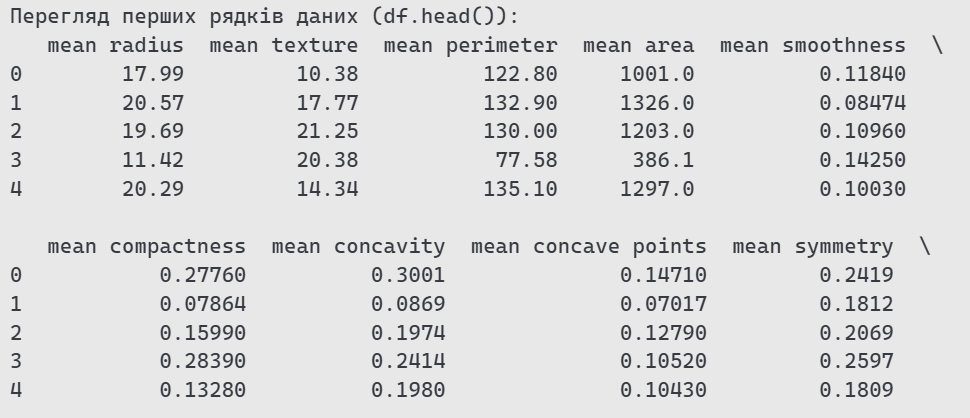 Перегляд перших рядків даних (df.head()):
   mean radius  mean texture  mean perimeter  mean area  mean smoothness  \
0        17.99         10.38          122.80     1001.0          0.11840
1        20.57         17.77          132.90     1326.0          0.08474
2        19.69         21.25          130.00     1203.0          0.10960
3        11.42         20.38           77.58      386.1          0.14250
4        20.29         14.34          135.10     1297.0          0.10030

   mean compactness  mean concavity  mean concave points  mean symmetry  \
0           0.27760          0.3001              0.14710         0.2419
1           0.07864          0.0869              0.07017         0.1812
2           0.15990          0.1974              0.12790         0.2069
3           0.28390          0.2414              0.10520         0.2597
4           0.13280          0.1980              0.10430         0.1809